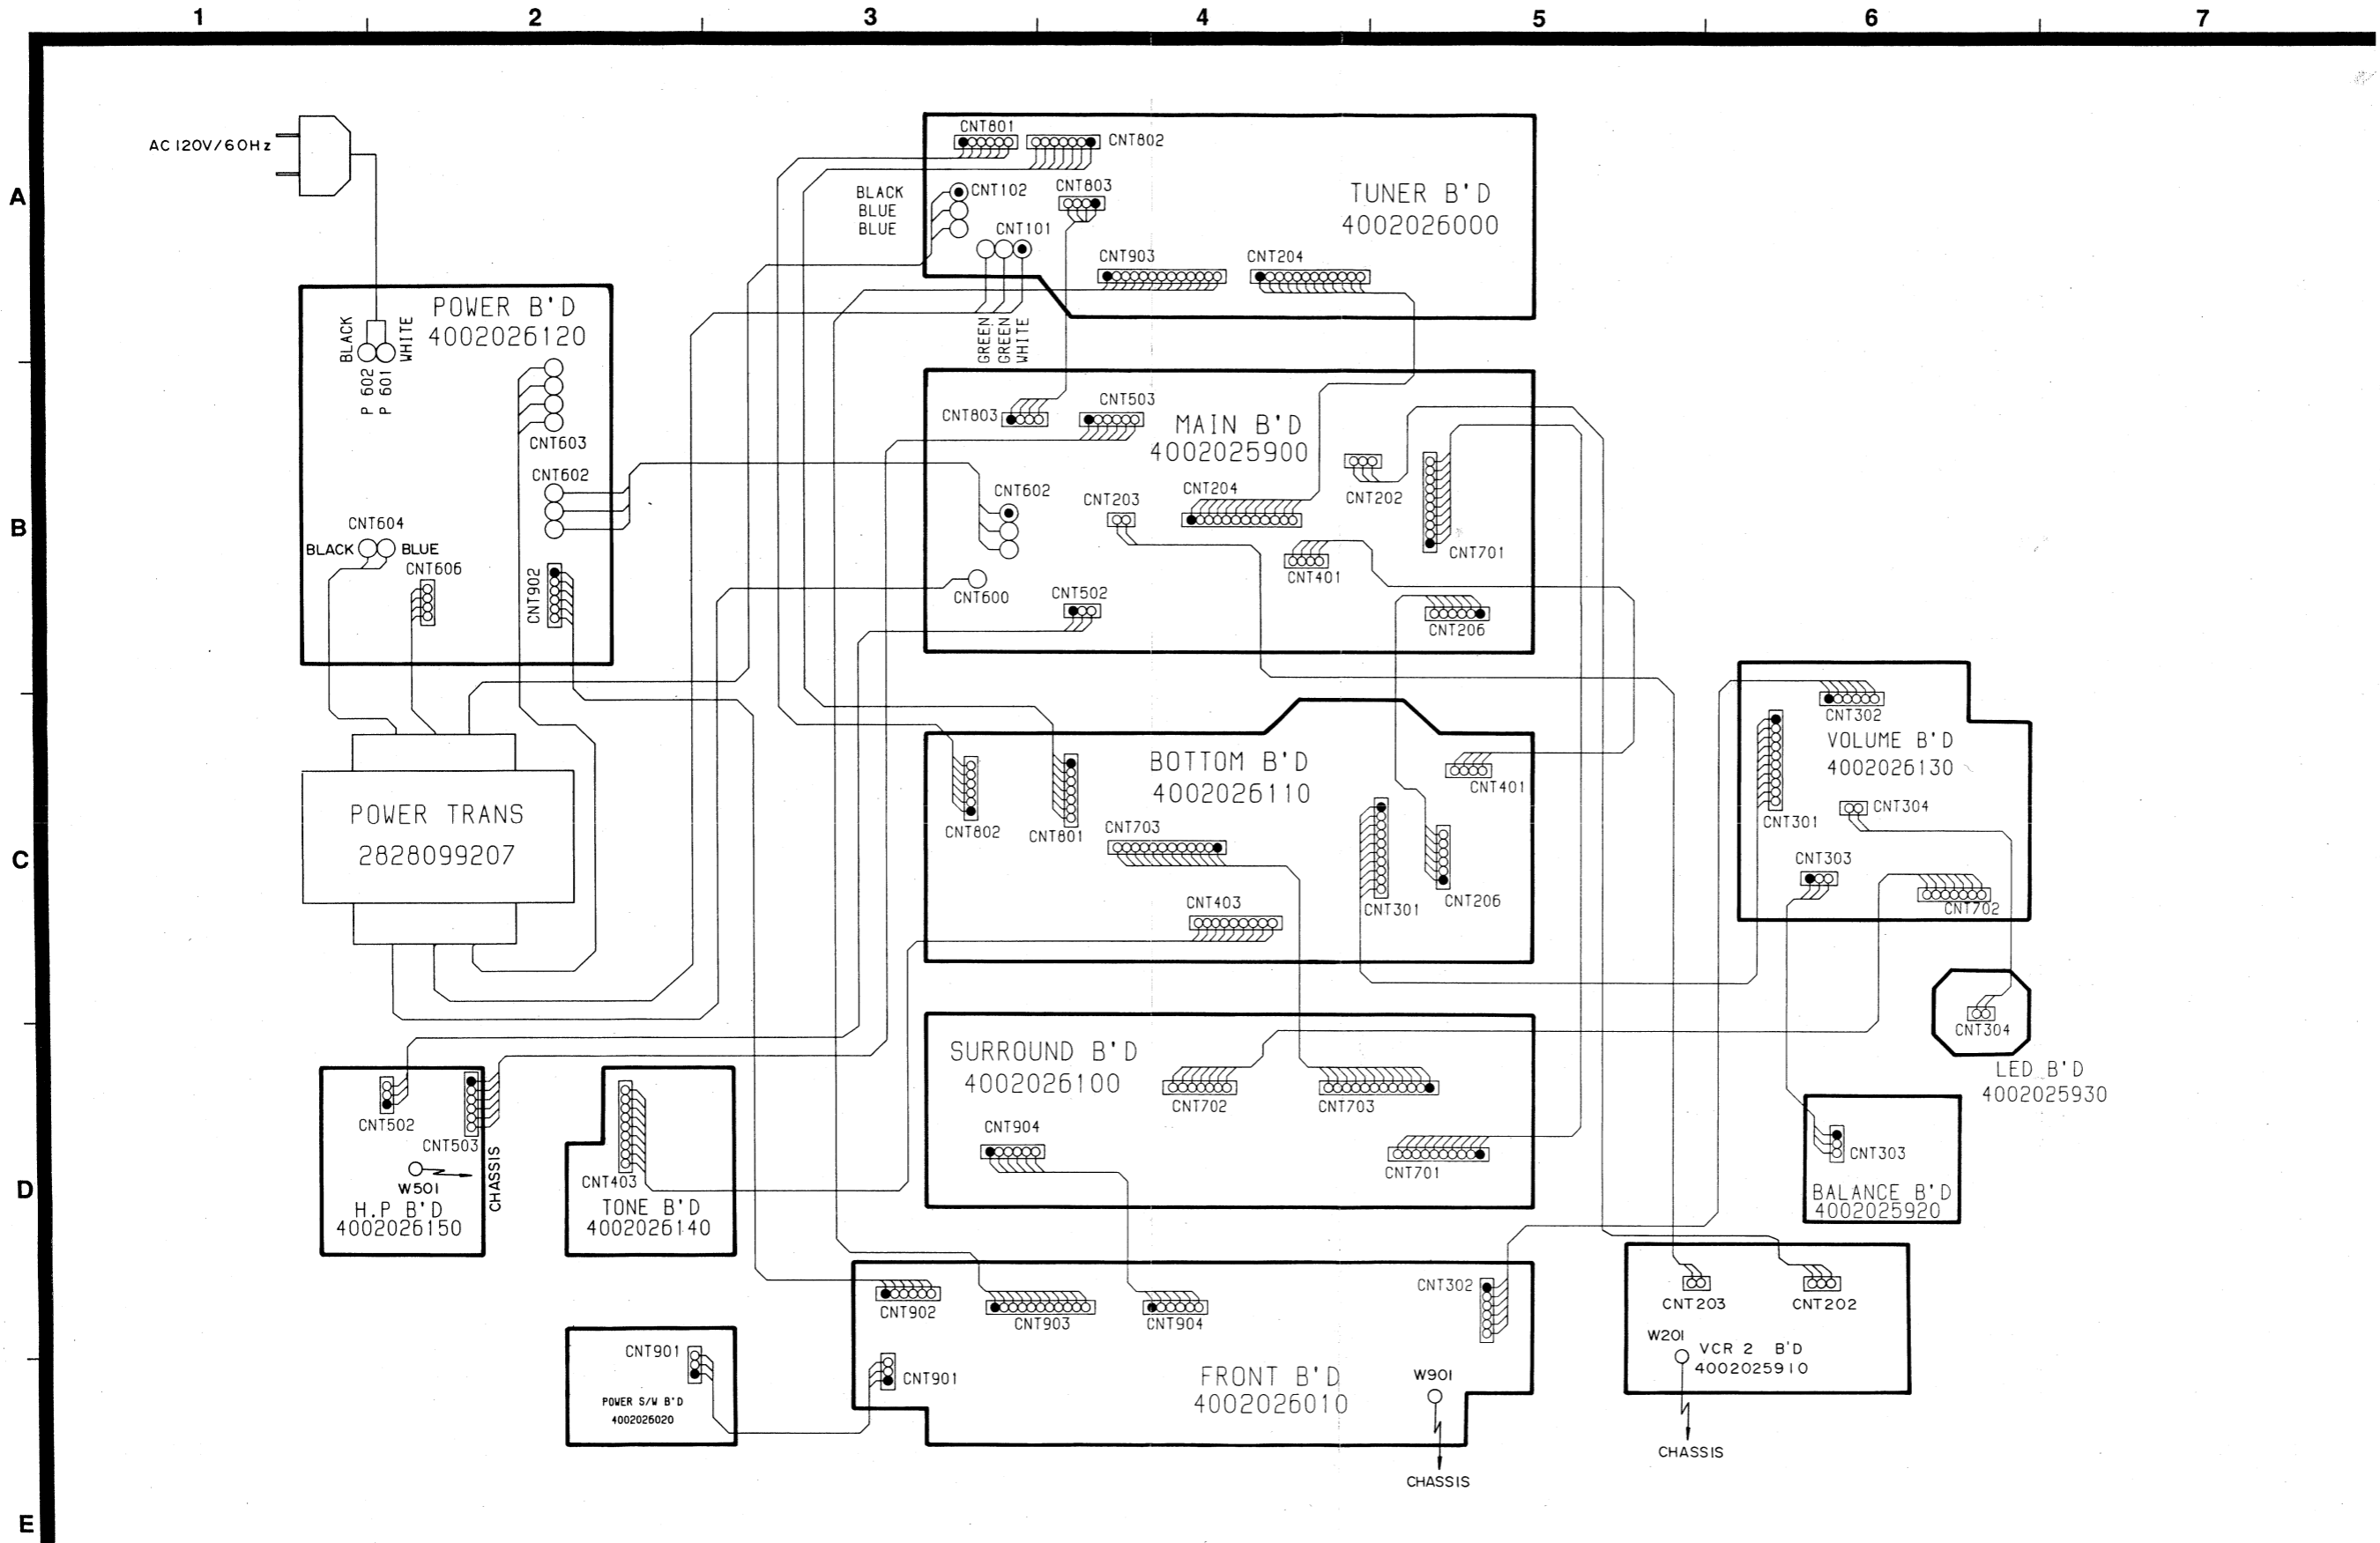 1 2 3 4 5 6 7
A
B
C
D
E
AC 120V/60Hz
POWER B'D
4002026120
BLACK
WHITE
P 602
P 601
CNT603
CNT602
CNT604
BLACK
BLUE
CNT606
CNT902
POWER TRANS
2828099207
CNT801
CNT802
BLACK
BLUE
BLUE
CNT102
CNT803
CNT101
TUNER B'D
4002026000
CNT903
CNT204
GREEN
GREEN
WHITE
CNT803
CNT503
MAIN B'D
4002025900
CNT602
CNT203
CNT204
CNT202
CNT701
CNT401
CNT600
CNT502
CNT206
BOTTOM B'D
4002026110
CNT802
CNT801
CNT703
CNT401
CNT403
CNT301
CNT206
CNT302
VOLUME B'D
4002026130
CNT301
CNT304
CNT303
CNT702
CNT304
LED B'D
4002025930
SURROUND B'D
4002026100
CNT702
CNT703
CNT904
CNT701
CNT303
BALANCE B'D
4002025920
CNT502
CNT503
CHASSIS
W501
H.P B'D
4002026150
CNT403
TONE B'D
4002026140
CNT902
CNT903
CNT904
CNT302
CNT901
FRONT B'D
4002026010
W901
CHASSIS
CNT901
POWER S/W B'D
4002026020
CNT203
CNT202
W201
VCR 2 B'D
4002025910
CHASSIS